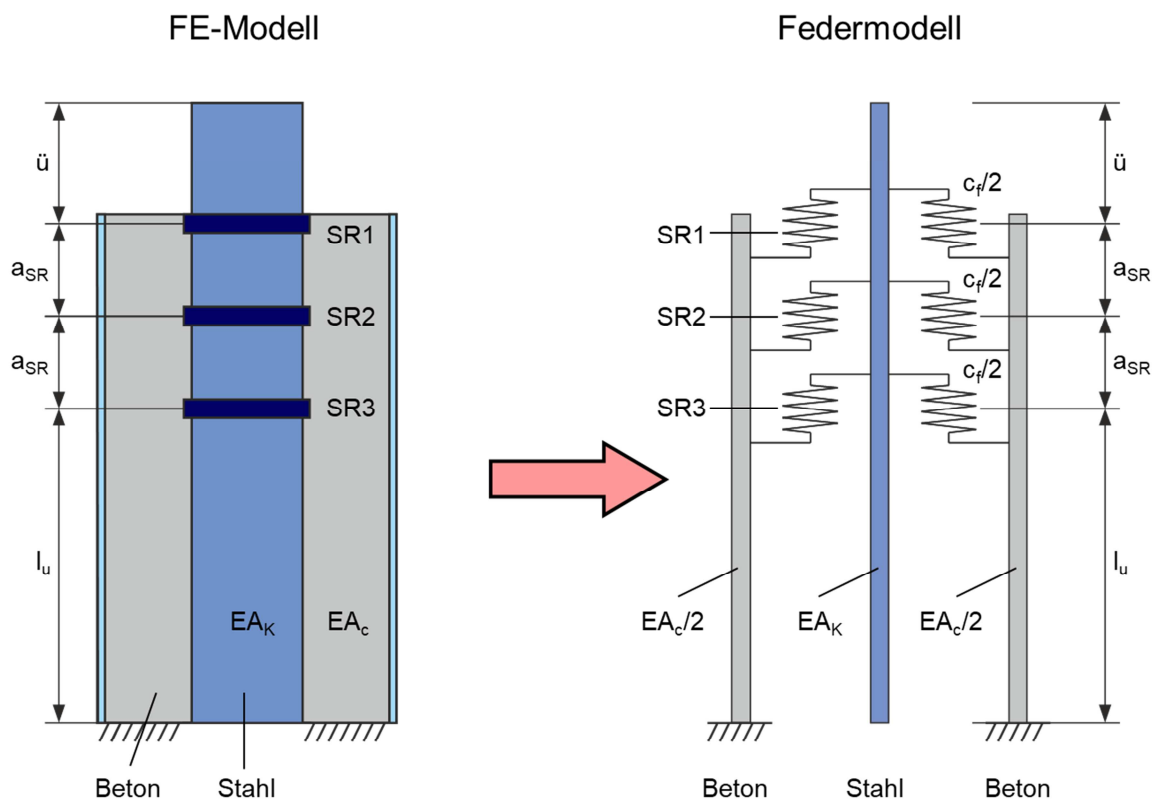 FE-Modell
Federmodell
ü
a_SR
a_SR
l_u
SR1
SR2
SR3
EA_K
EA_c
Beton
Stahl
SR1
SR2
SR3
c_f/2
c_f/2
c_f/2
ü
a_SR
a_SR
l_u
EA_c/2
EA_K
EA_c/2
Beton
Stahl
Beton